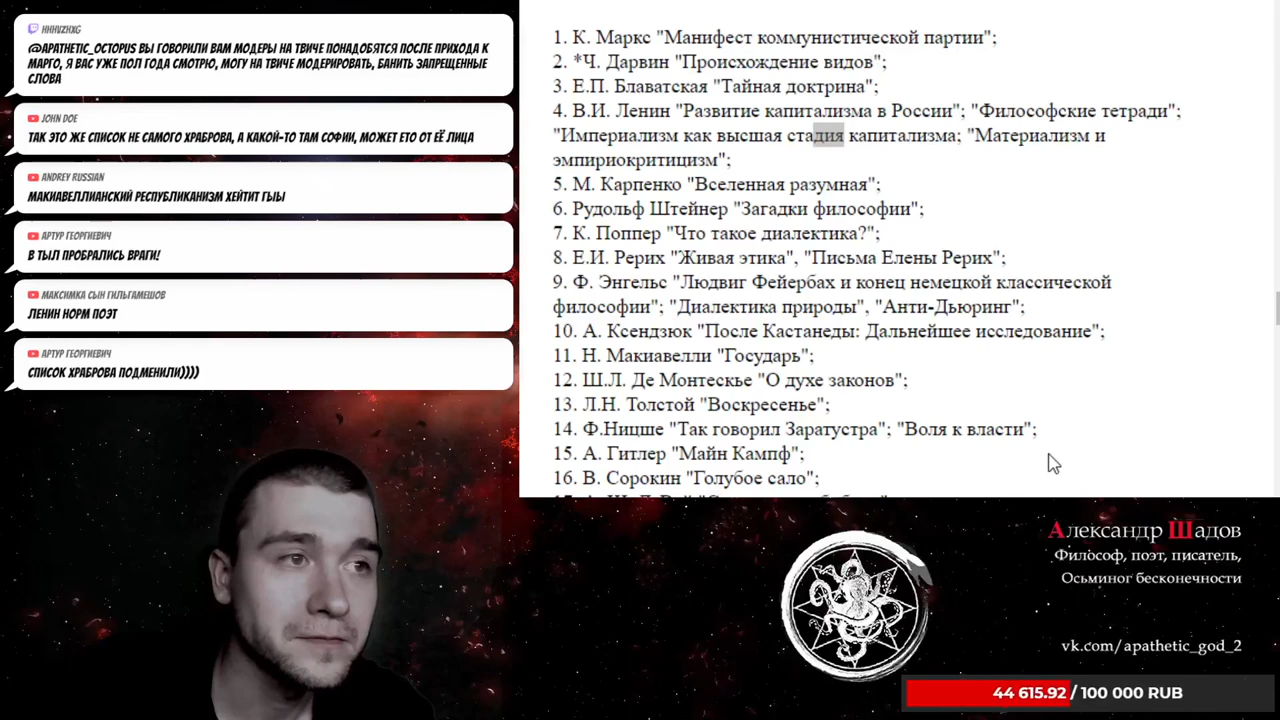 HHHVZHXG
@APATHETIC_OCTOPUS ВЫ ГОВОРИЛИ ВАМ МОДЕРЫ НА ТВИЧЕ ПОНАДОБЯТСЯ ПОСЛЕ ПРИХОДА К
МАРГО, Я ВАС УЖЕ ПОЛ ГОДА СМОТРЮ, МОГУ НА ТВИЧЕ МОДЕРИРОВАТЬ, БАНИТЬ ЗАПРЕЩЕННЫЕ
СЛОВА
JOHN DOE
ТАК ЭТО ЖЕ СПИСОК НЕ САМОГО ХРАБРОВА, А КАКОЙ-ТО ТАМ СОФИИ, МОЖЕТ ЕТО ОТ ЕЁ ЛИЦА
ANDREY RUSSIAN
МАКИАВЕЛЛИАНСКИЙ РЕСПУБЛИКАНИЗМ ХЕЙТИТ ГЫЫ
АРТУР ГЕОРГИЕВИЧ
В ТЫЛ ПРОБРАЛИСЬ ВРАГИ!
МАКСИМКА СЫН ГИЛЬГАМЕШОВ
ЛЕНИН НОРМ ПОЭТ
АРТУР ГЕОРГИЕВИЧ
СПИСОК ХРАБРОВА ПОДМЕНИЛИ))))
1. К. Маркс "Манифест коммунистической партии";
2. *Ч. Дарвин "Происхождение видов";
3. Е.П. Блаватская "Тайная доктрина";
4. В.И. Ленин "Развитие капитализма в России"; "Философские тетради";
"Империализм как высшая стадия капитализма; "Материализм и
эмпириокритицизм";
5. М. Карпенко "Вселенная разумная";
6. Рудольф Штейнер "Загадки философии";
7. К. Поппер "Что такое диалектика?";
8. Е.И. Рерих "Живая этика", "Письма Елены Рерих";
9. Ф. Энгельс "Людвиг Фейербах и конец немецкой классической
философии"; "Диалектика природы", "Анти-Дьюринг";
10. А. Ксендзюк "После Кастанеды: Дальнейшее исследование";
11. Н. Макиавелли "Государь";
12. Ш.Л. Де Монтескье "О духе законов";
13. Л.Н. Толстой "Воскресенье";
14. Ф.Ницше "Так говорил Заратустра"; "Воля к власти";
15. А. Гитлер "Майн Кампф";
16. В. Сорокин "Голубое сало";
Александр Шадов
Философ, поэт, писатель,
Осьминог бесконечности
vk.com/apathetic_god_2
44 615.92 / 100 000 RUB